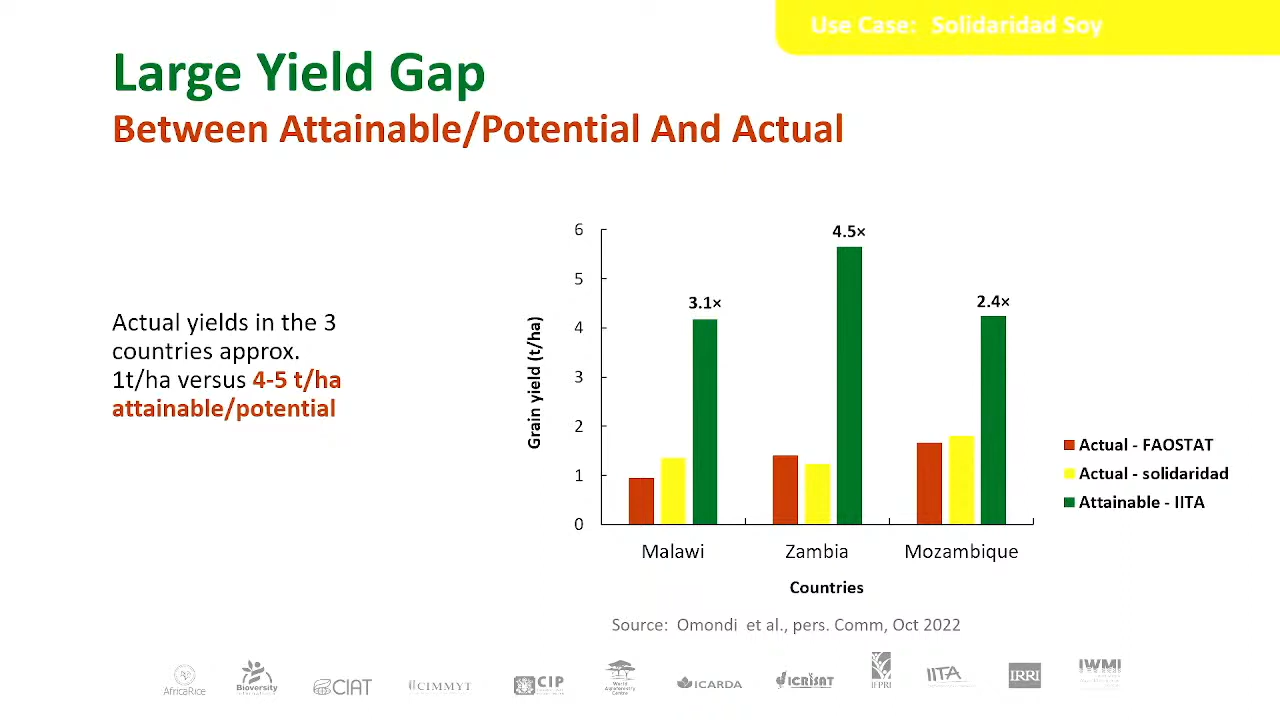 Use Case: Solidaridad Soy
Large Yield Gap
Between Attainable/Potential And Actual
Actual yields in the 3
countries approx.
1t/ha versus 4-5 t/ha
attainable/potential
Grain yield (t/ha)
6
5
4
3
2
1
0
3.1×
4.5×
2.4×
Malawi
Zambia
Mozambique
Countries
Actual - FAOSTAT
Actual - solidaridad
Attainable - IITA
Source: Omondi et al., pers. Comm, Oct 2022
AfricaRice
Bioversity
CIAT
CIMMYT
CIP
World
Agroforestry
Centre
ICARDA
ICRISAT
IFPRI
IITA
IRRI
IWMI